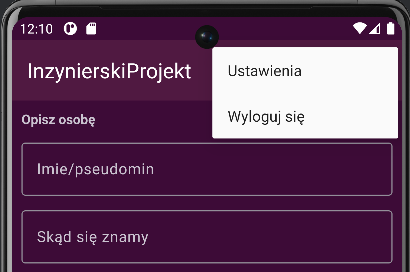 12:10
InzynierskiProjekt
Ustawienia
Wyloguj się
Opisz osobę
Imie/pseudomin
Skąd się znamy